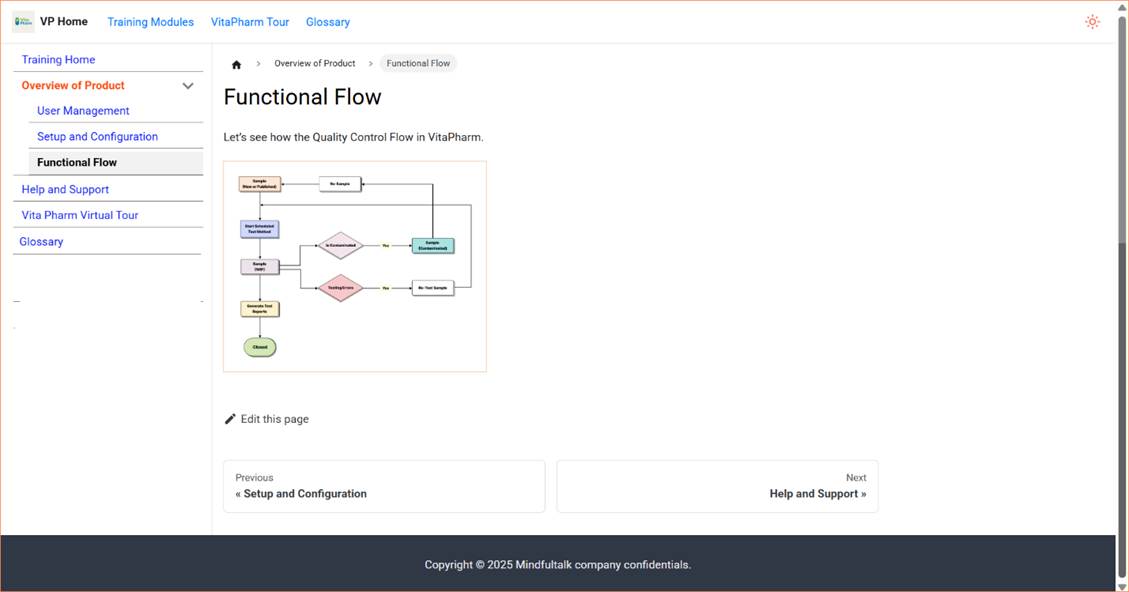 Vita
Pharm
VP Home
Training Modules
VitaPharm Tour
Glossary
Training Home
Overview of Product
User Management
Setup and Configuration
Functional Flow
Help and Support
Vita Pharm Virtual Tour
Glossary
Overview of Product
Functional Flow
Functional Flow
Let's see how the Quality Control Flow in VitaPharm.
Sample
(New or Published)
Re-Sample
Start Scheduled
Test Method
Is Contaminated
Yes
Sample
(Contaminated)
Sample
(WIP)
Testing Errors
Yes
Re-Test Sample
Generate Test
Reports
Closed
Edit this page
Previous
« Setup and Configuration
Next
Help and Support »
Copyright © 2025 Mindfultalk company confidentials.